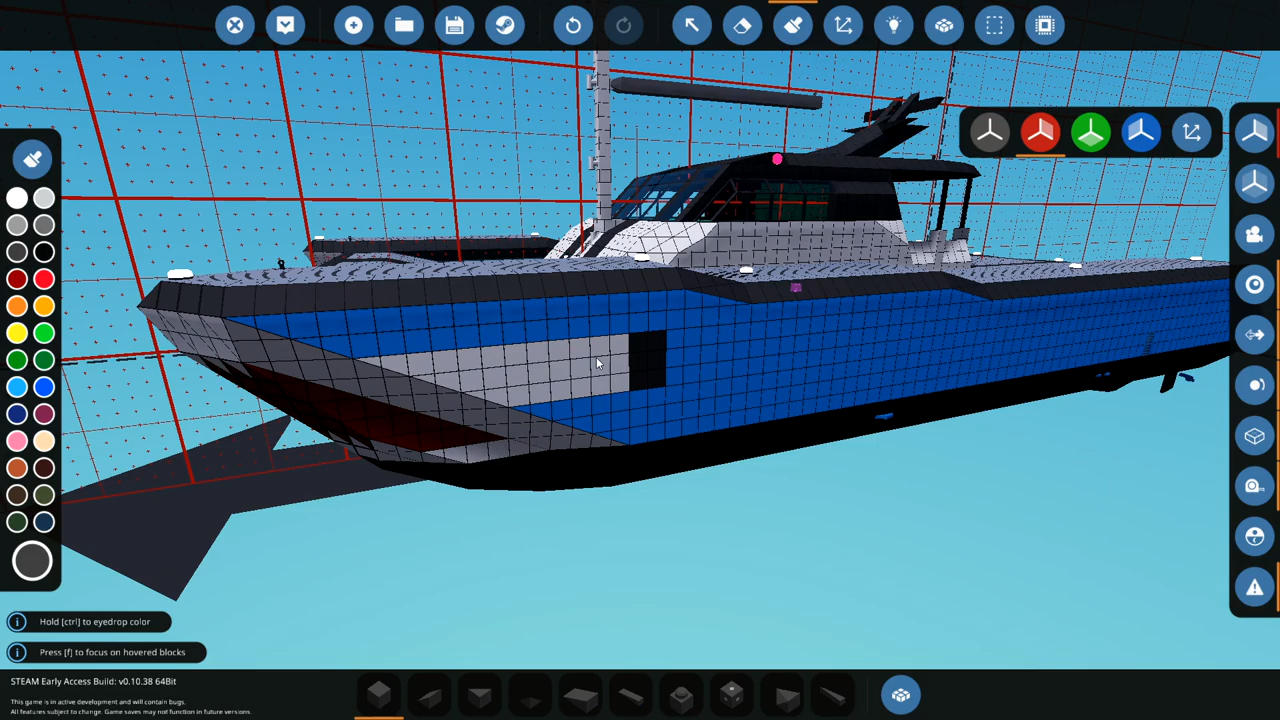 Hold [ctrl] to eyedrop color
Press [f] to focus on hovered blocks
STEAM Early Access Build: v0.10.38 64Bit
This game is in active development and will contain bugs.
All features subject to change. Game saves may not function in future versions.